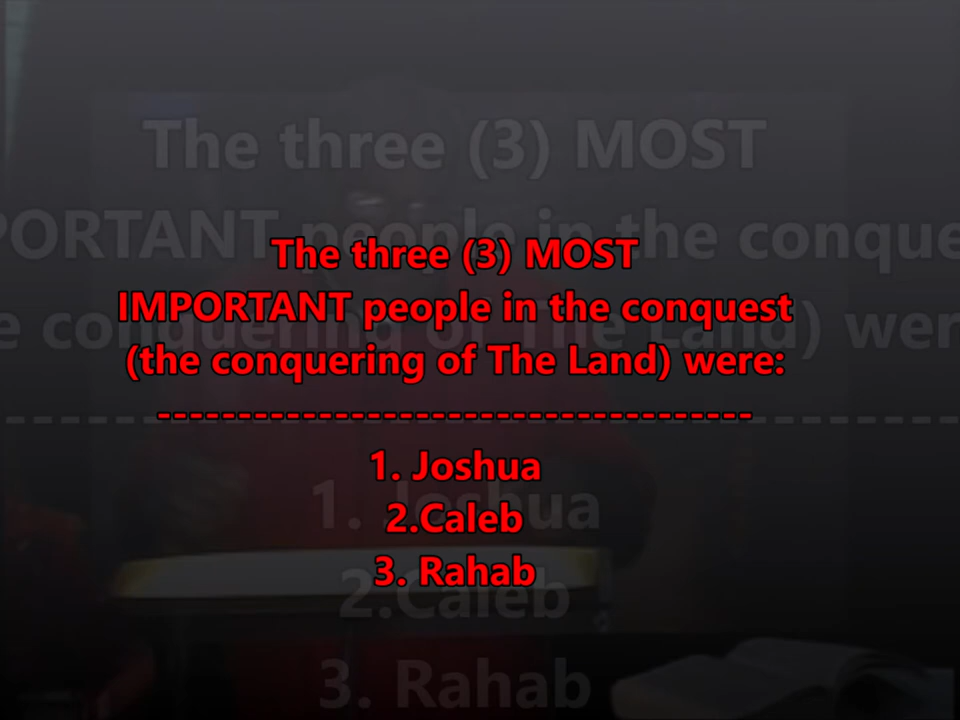 The three (3) MOST
IMPORTANT people in the conquest
(the conquering of The Land) were:
-------------------------------------
1. Joshua
2.Caleb
3. Rahab